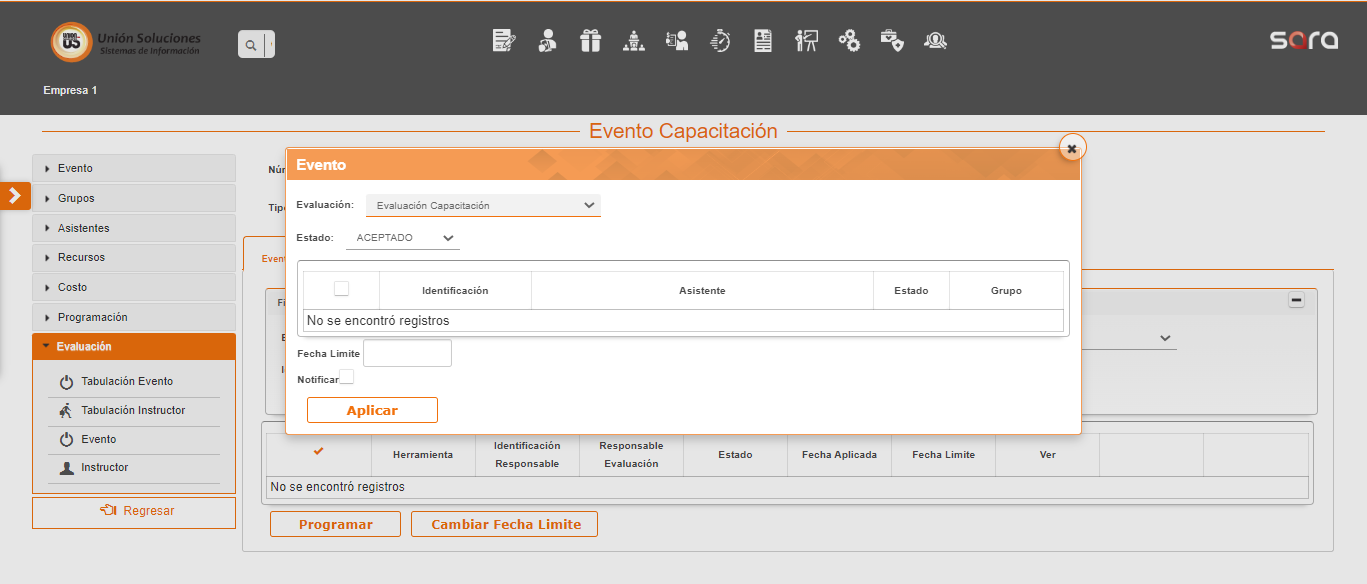 Unión Soluciones
Sistemas de Información
sara
Empresa 1
Evento Capacitación
Evento
Grupos
Asistentes
Recursos
Costo
Programación
Evaluación
Tabulación Evento
Tabulación Instructor
Evento
Instructor
Regresar
Evento
Evaluación: Evaluación Capacitación
Estado: ACEPTADO
Identificación Asistente Estado Grupo
No se encontró registros
Fecha Limite
Notificar
Aplicar
Herramienta Identificación Responsable Responsable Evaluación Estado Fecha Aplicada Fecha Limite Ver
No se encontró registros
Programar Cambiar Fecha Limite